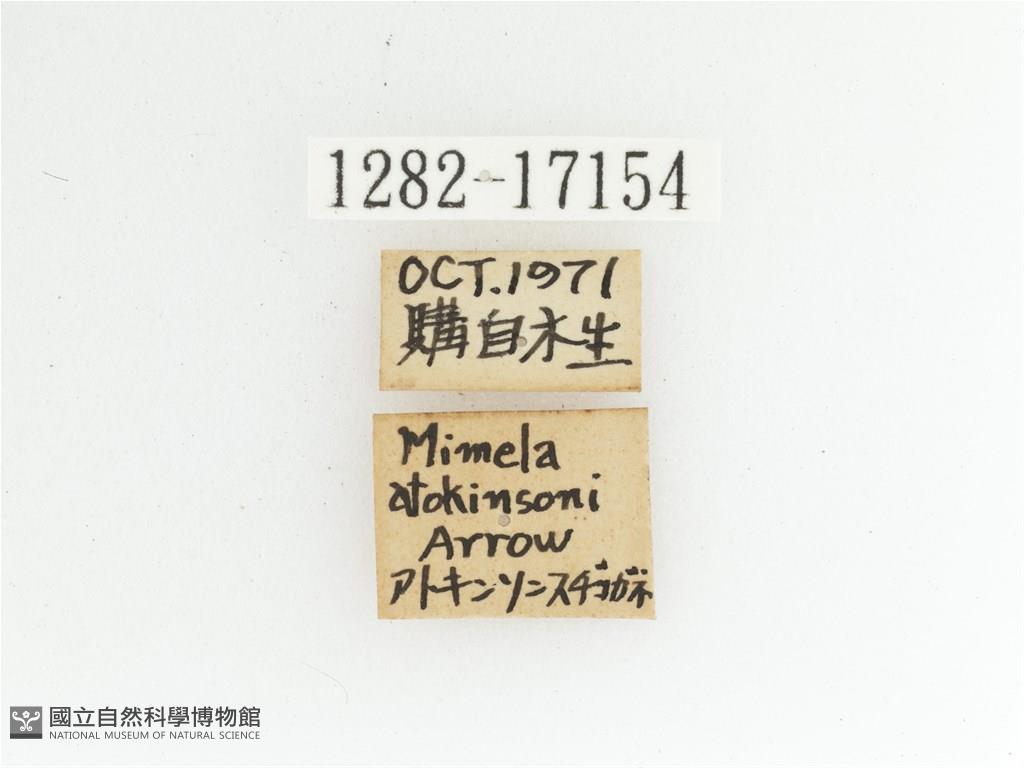 1282-17154
OCT.1971
購自木生
Mimela
atokinsoni
Arrow
アトキンソンスヂコガネ
國立自然科學博物館
NATIONAL MUSEUM OF NATURAL SCIENCE